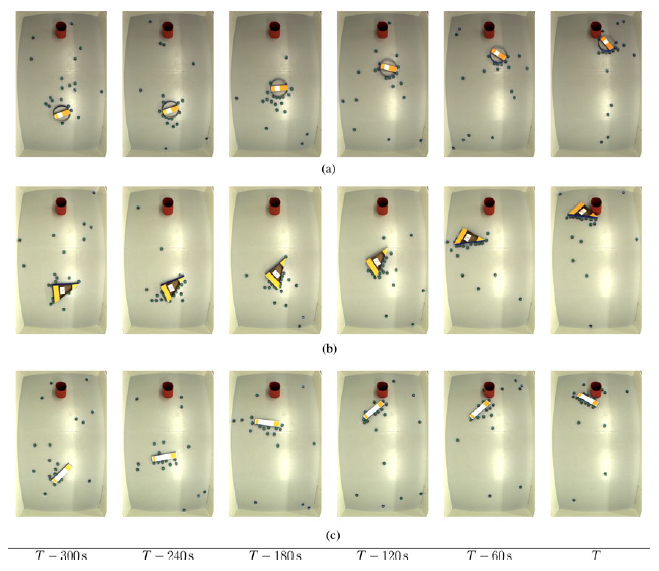 (a)
(b)
(c)
T − 300 s T − 240 s T − 180 s T − 120 s T − 60 s T